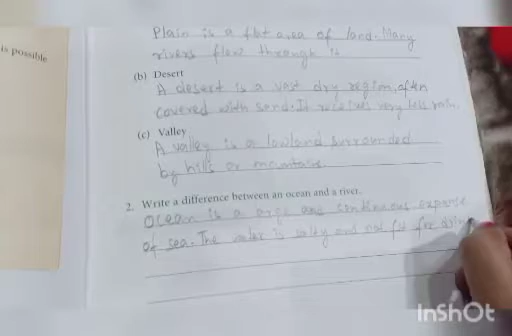 is possible
Plain is a flat area of land. Many
rivers flow through it
(b) Desert
A desert is a vast dry region, often
covered with sand. It receives very less rain.
(c) Valley
A valley is a lowland surrounded
by hills or mountains.
2. Write a difference between an ocean and a river.
Ocean is a arge and continuous expanse
of sea. The water is salty and not fit for drin
InShOt